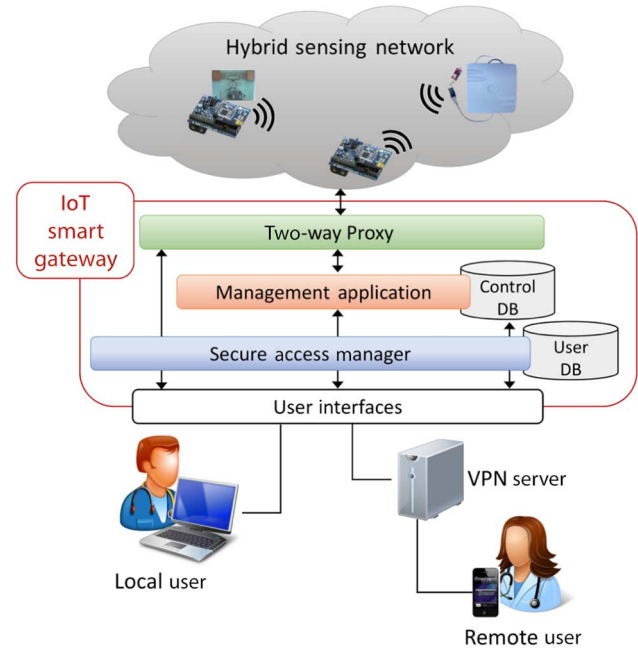 Hybrid sensing network
IoT
smart
gateway
Two-way Proxy
Management application
Control
DB
Secure access manager
User
DB
User interfaces
VPN server
Local user
Remote user